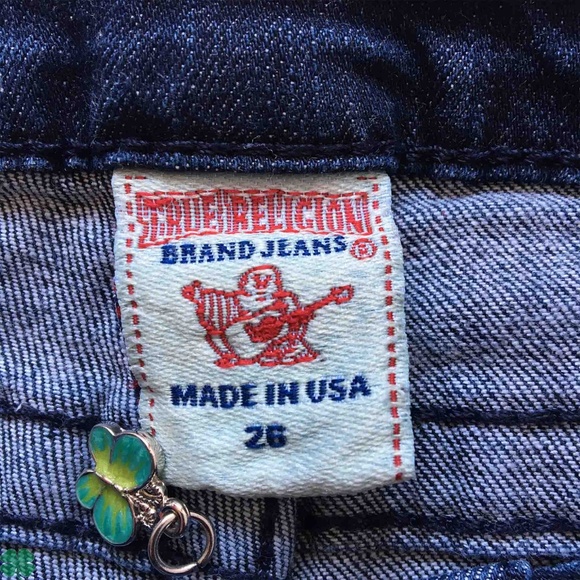 TRUE RELIGION
BRAND JEANS ®
MADE IN USA
26